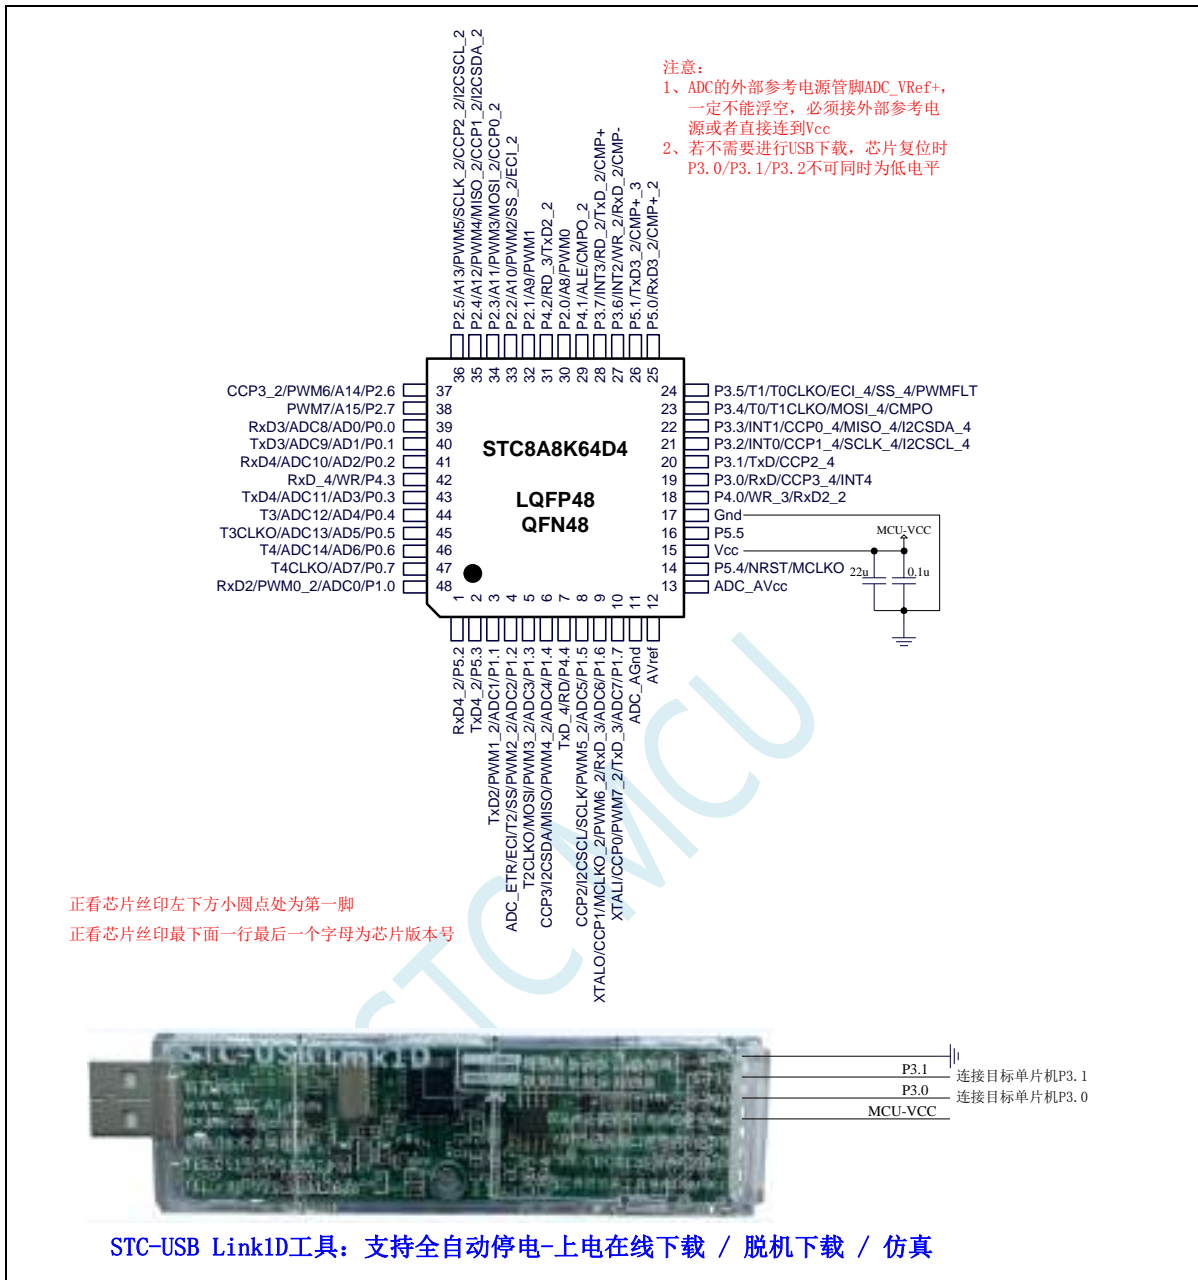 注意：
1、ADC的外部参考电源管脚ADC_VRef+，
一定不能浮空，必须接外部参考电
源或者直接连到Vcc
2、若不需要进行USB下载，芯片复位时
P3.0/P3.1/P3.2不可同时为低电平
P2.5/A13/PWM5/SCLK_2/CCP2_2/I2CSCL_2
P2.4/A12/PWM4/MISO_2/CCP1_2/I2CSDA_2
P2.3/A11/PWM3/MOSI_2/CCP0_2
P2.2/A10/PWM2/SS_2/ECI_2
P2.1/A9/PWM1
P4.2/RD_3/TxD2_2
P2.0/A8/PWM0
P4.1/ALE/CMPO_2
P3.7/INT3/RD_2/TxD_2/CMP+
P3.6/INT2/WR_2/RxD_2/CMP-
P5.1/TxD3_2/CMP+_3
P5.0/RxD3_2/CMP+_2
36 35 34 33 32 31 30 29 28 27 26 25
CCP3_2/PWM6/A14/P2.6 37
PWM7/A15/P2.7 38
RxD3/ADC8/AD0/P0.0 39
TxD3/ADC9/AD1/P0.1 40
RxD4/ADC10/AD2/P0.2 41
RxD_4/WR/P4.3 42
TxD4/ADC11/AD3/P0.3 43
T3/ADC12/AD4/P0.4 44
T3CLKO/ADC13/AD5/P0.5 45
T4/ADC14/AD6/P0.6 46
T4CLKO/AD7/P0.7 47
RxD2/PWM0_2/ADC0/P1.0 48
STC8A8K64D4
LQFP48
QFN48
24 P3.5/T1/T0CLKO/ECI_4/SS_4/PWMFLT
23 P3.4/T0/T1CLKO/MOSI_4/CMPO
22 P3.3/INT1/CCP0_4/MISO_4/I2CSDA_4
21 P3.2/INT0/CCP1_4/SCLK_4/I2CSCL_4
20 P3.1/TxD/CCP2_4
19 P3.0/RxD/CCP3_4/INT4
18 P4.0/WR_3/RxD2_2
17 Gnd
16 P5.5
15 Vcc
14 P5.4/NRST/MCLKO
13 ADC_AVcc
MCU-VCC
22u
0.1u
1 2 3 4 5 6 7 8 9 10 11 12
RxD4_2/P5.2
TxD4_2/P5.3
TxD2/PWM1_2/ADC1/P1.1
ADC_ETR/ECI/T2/SS/PWM2_2/ADC2/P1.2
T2CLKO/MOSI/PWM3_2/ADC3/P1.3
CCP3/I2CSDA/MISO/PWM4_2/ADC4/P1.4
TxD_4/RD/P4.4
CCP2/I2CSCL/SCLK/PWM5_2/ADC5/P1.5
XTALO/CCP1/MCLKO_2/PWM6_2/RxD_3/ADC6/P1.6
XTALI/CCP0/PWM7_2/TxD_3/ADC7/P1.7
ADC_AGnd
AVref
STC MCU
正看芯片丝印左下方小圆点处为第一脚
正看芯片丝印最下面一行最后一个字母为芯片版本号
STC-USB Link1D
P3.1 连接目标单片机P3.1
P3.0 连接目标单片机P3.0
MCU-VCC
STC-USB Link1D工具：支持全自动停电-上电在线下载 / 脱机下载 / 仿真